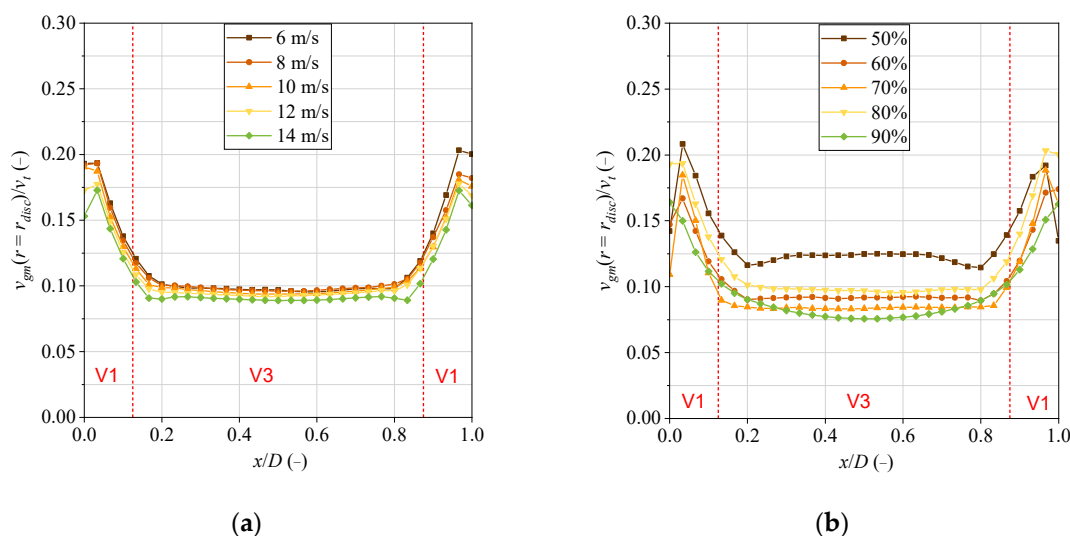 0.30
0.25
0.20
0.15
0.10
0.05
0.00
v_gm(r = r_disc)/v_t (–)
6 m/s
8 m/s
10 m/s
12 m/s
14 m/s
V1
V3
V1
0.0
0.2
0.4
0.6
0.8
1.0
x/D (–)
(a)
0.30
0.25
0.20
0.15
0.10
0.05
0.00
v_gm(r = r_disc)/v_t (–)
50%
60%
70%
80%
90%
V1
V3
V1
0.0
0.2
0.4
0.6
0.8
1.0
x/D (–)
(b)